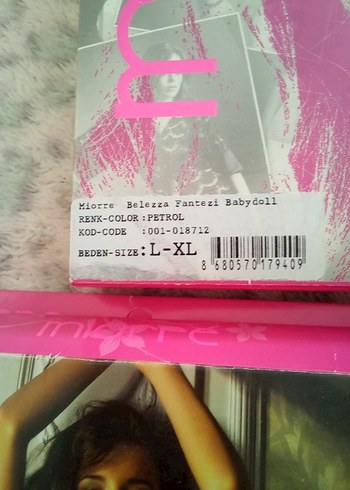 Miorre Belezza Fantezi Babydoll
RENK-COLOR:PETROL
KOD-CODE :001-018712
BEDEN-SIZE:L-XL
8 680570 179409
miorre